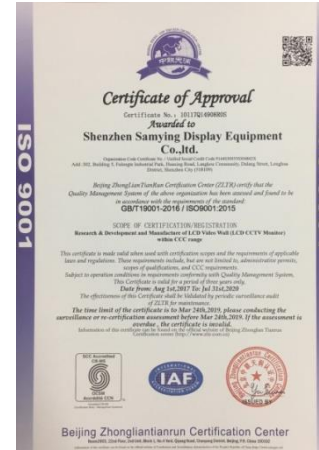 ISO 9001
Certificate of Approval
Certificate No.: 10117Q14906R0S
Awarded to
Shenzhen Samying Display Equipment
Co.,ltd.
Beijing ZhongLianTianRun Certification Center (ZLTR) certify that the
Quality Management System of the above organization has been assessed and found to be
in accordance with the requirements of the standard:
GB/T19001-2016 / ISO9001:2015
SCOPE OF CERTIFICATION/REGISTRATION
Research & Development and Manufacture of LCD Video Wall (LCD CCTV Monitor)
within CCC range
This certificate is made valid when used with certification scopes and the requirements of applicable
laws and regulations. These requirements include, but are not limited to, administrative permits,
scope of qualifications, and CCC requirements.
Subject to operation conditions in requirements conformity with Quality Management System,
This Certificate is valid for a period of three years only.
Date from: Aug 1st,2017 To: Jul 31st,2020
The effectiveness of this Certificate shall be Validated by periodic surveillance audit
of ZLTR for maintenance.
The time limit of the certificate is to Mar 24th,2019, please conducting the
surveillance or re-certification assessment before Mar 24th,2019. If the assessment is
overdue, the certificate is invalid.
INTERNATIONAL
IAF
ISSUED BY
Beijing Zhongliantianrun Certification Center